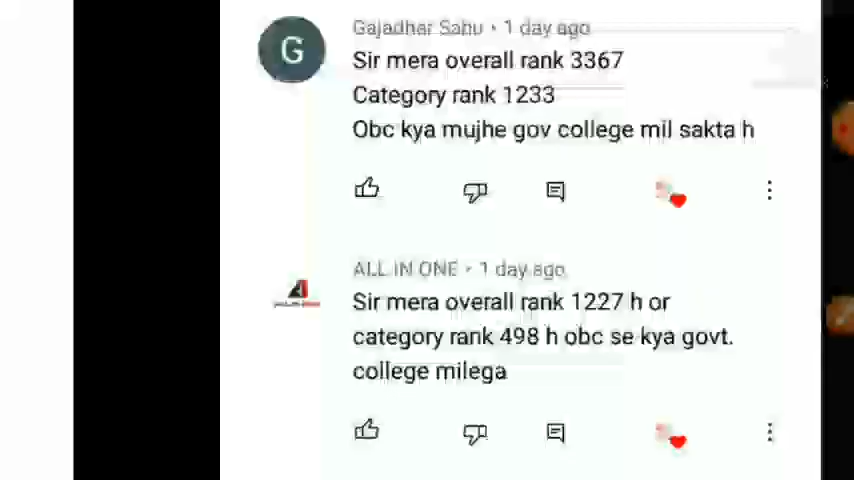 G
Gajadhar Sahu • 1 day ago
Sir mera overall rank 3367
Category rank 1233
Obc kya mujhe gov college mil sakta h
ALL IN ONE • 1 day ago
Sir mera overall rank 1227 h or
category rank 498 h obc se kya govt.
college milega